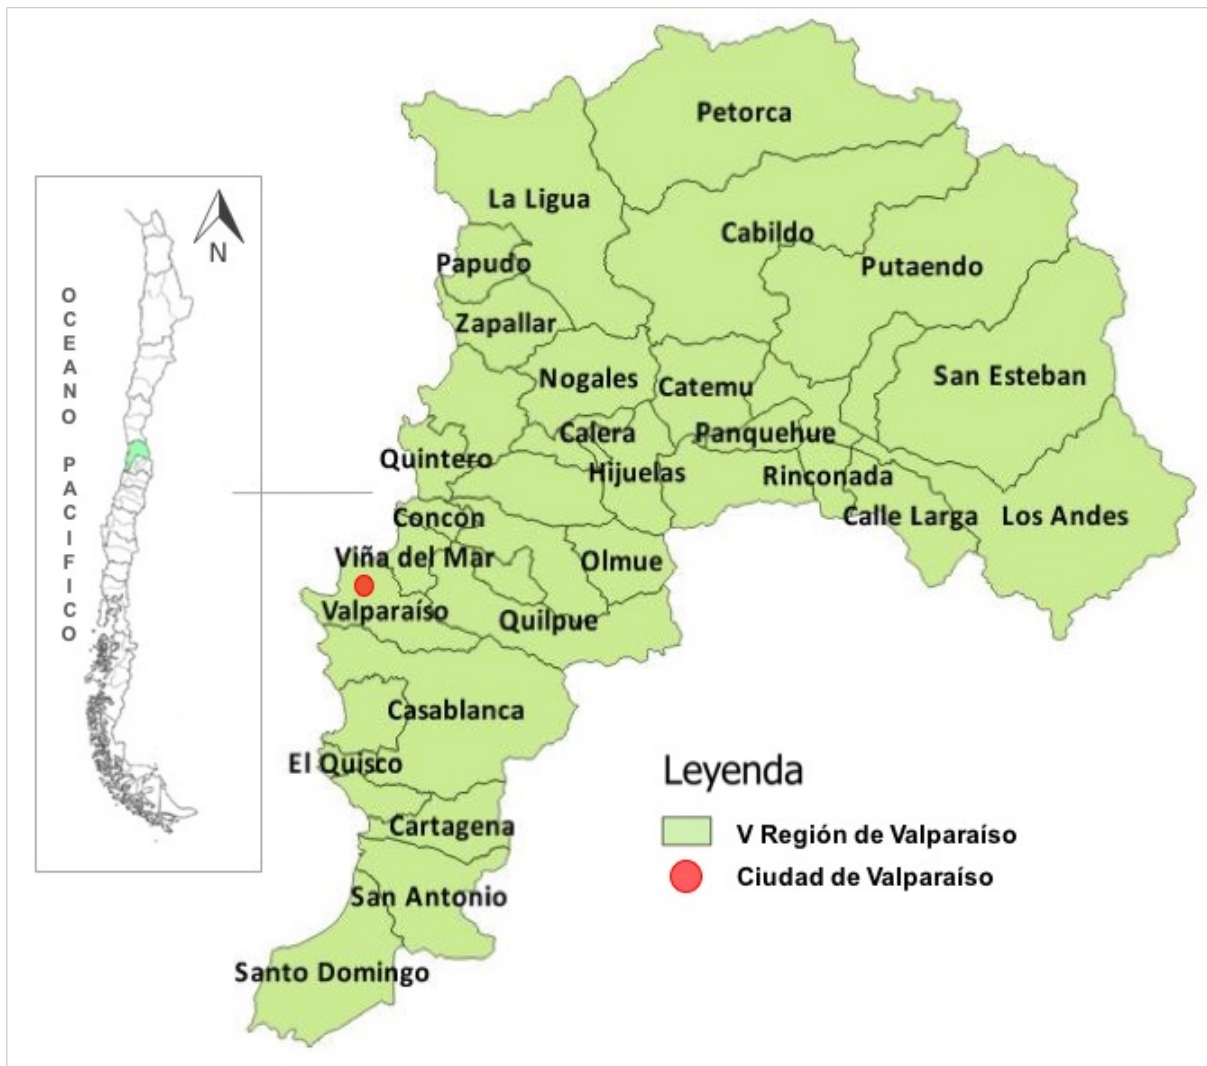 N
OCEANO PACIFICO
Petorca
La Ligua
Cabildo
Papudo
Putaendo
Zapallar
Nogales
Catemu
San Esteban
Calera
Panquehue
Quintero
Hijuelas
Rinconada
Concón
Calle Larga
Los Andes
Viña del Mar
Olmue
Valparaíso
Quilpue
Casablanca
El Quisco
Cartagena
San Antonio
Santo Domingo
Leyenda
V Región de Valparaíso
Ciudad de Valparaíso